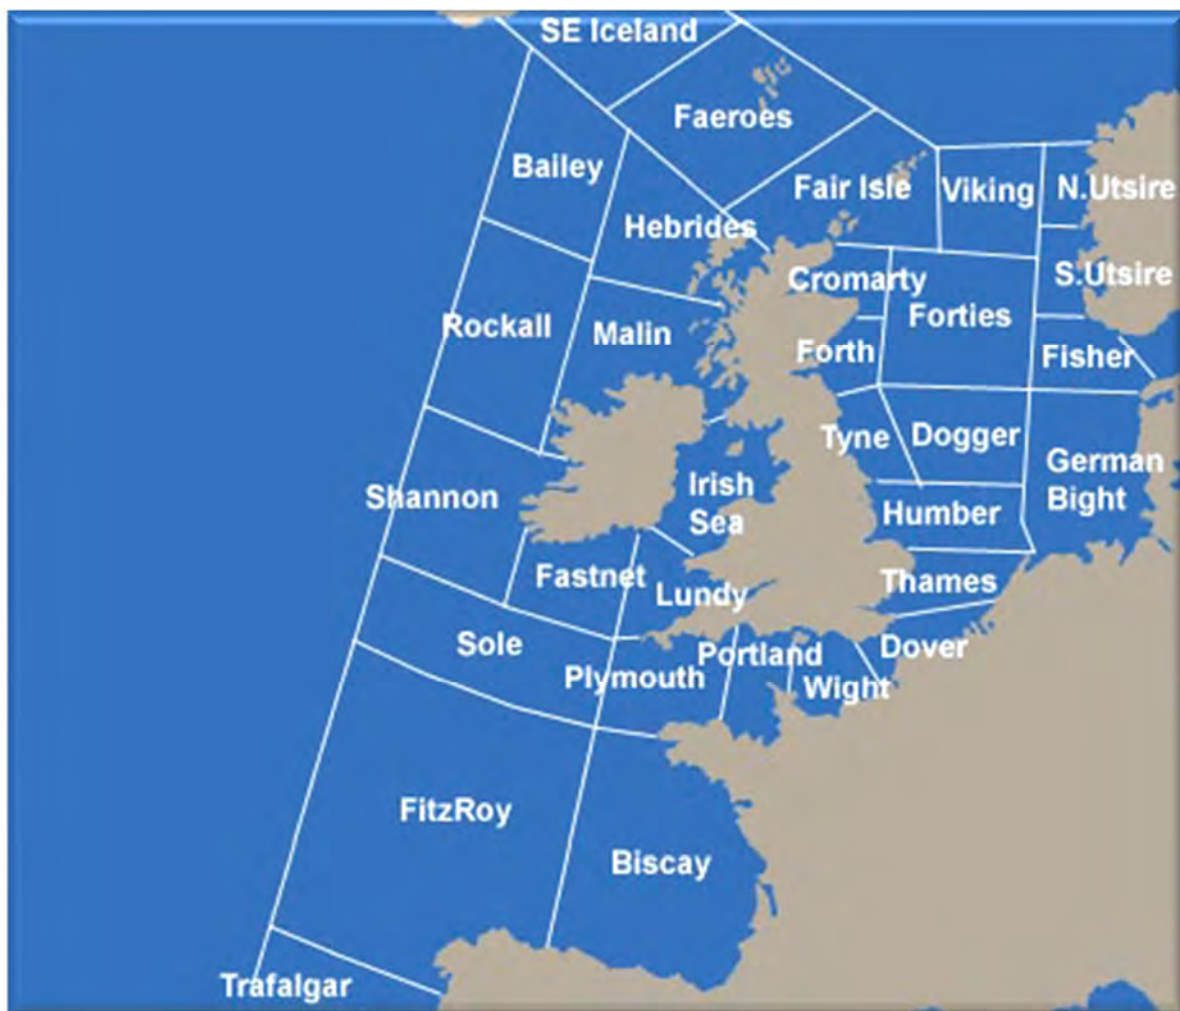 SE Iceland
Faeroes
Bailey
Fair Isle
Viking
N.Utsire
Hebrides
S.Utsire
Cromarty
Forties
Rockall
Malin
Forth
Fisher
Tyne
Dogger
German
Bight
Irish
Sea
Shannon
Humber
Fastnet
Thames
Lundy
Sole
Dover
Portland
Plymouth
Wight
FitzRoy
Biscay
Trafalgar